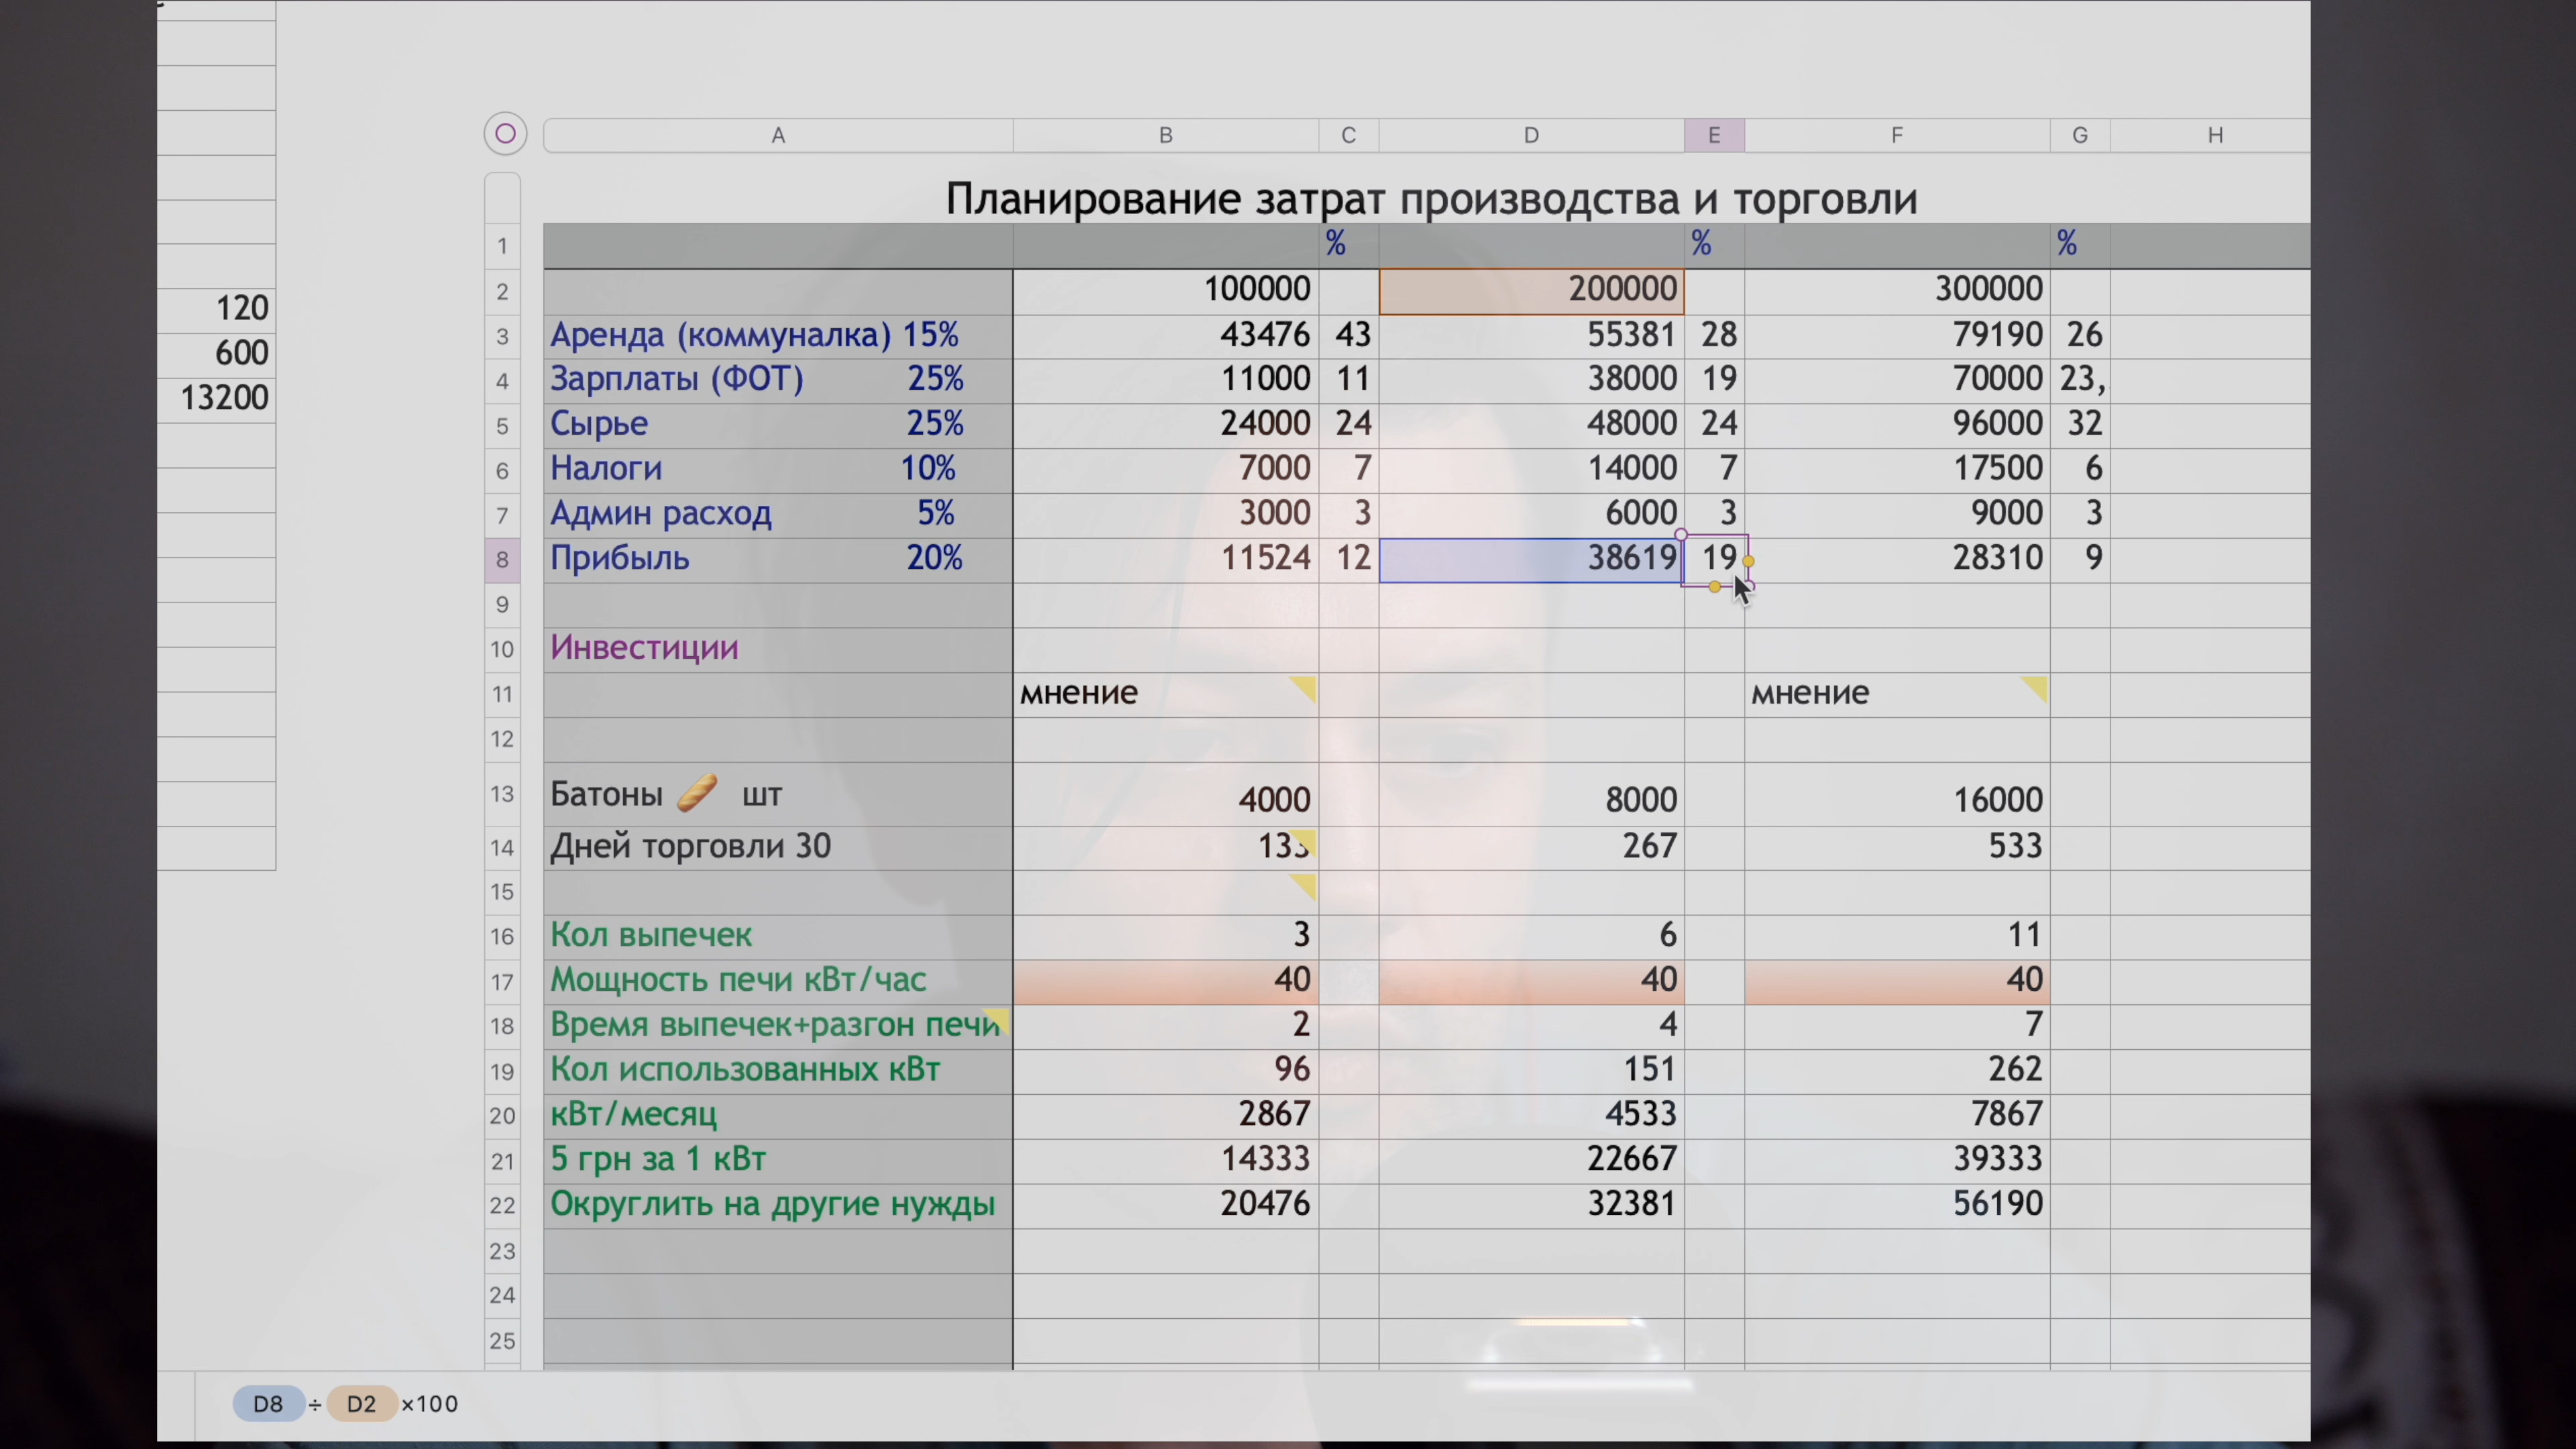 120
600
13200
A B C D E F G H
Планирование затрат производства и торговли
1 % % %
2 100000 200000 300000
3 Аренда (коммуналка) 15% 43476 43 55381 28 79190 26
4 Зарплаты (ФОТ) 25% 11000 11 38000 19 70000 23,
5 Сырье 25% 24000 24 48000 24 96000 32
6 Налоги 10% 7000 7 14000 7 17500 6
7 Админ расход 5% 3000 3 6000 3 9000 3
8 Прибыль 20% 11524 12 38619 19 28310 9
9
10 Инвестиции
11 мнение мнение
12
13 Батоны 🥖 шт 4000 8000 16000
14 Дней торговли 30 133 267 533
15
16 Кол выпечек 3 6 11
17 Мощность печи кВт/час 40 40 40
18 Время выпечек+разгон печи 2 4 7
19 Кол использованных кВт 96 151 262
20 кВт/месяц 2867 4533 7867
21 5 грн за 1 кВт 14333 22667 39333
22 Округлить на другие нужды 20476 32381 56190
23
24
25
D8 ÷ D2 ×100